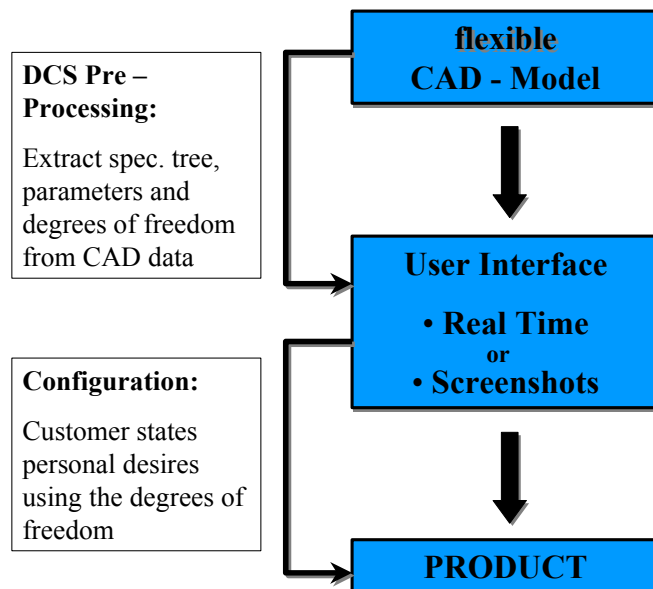 flexible
CAD - Model
DCS Pre –
Processing:
Extract spec. tree,
parameters and
degrees of freedom
from CAD data
User Interface
• Real Time
or
• Screenshots
Configuration:
Customer states
personal desires
using the degrees of
freedom
PRODUCT